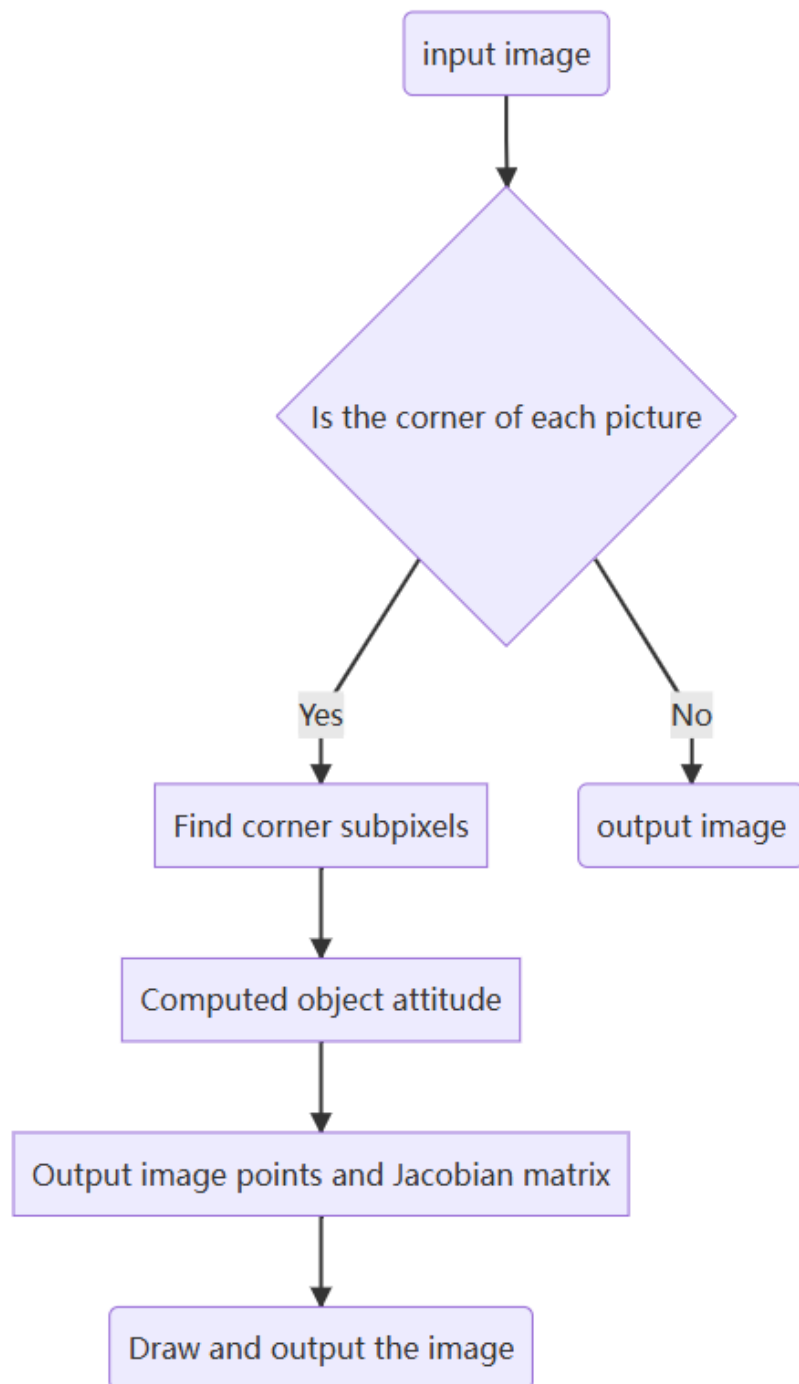 input image
Is the corner of each picture
Yes
No
Find corner subpixels
output image
Computed object attitude
Output image points and Jacobian matrix
Draw and output the image